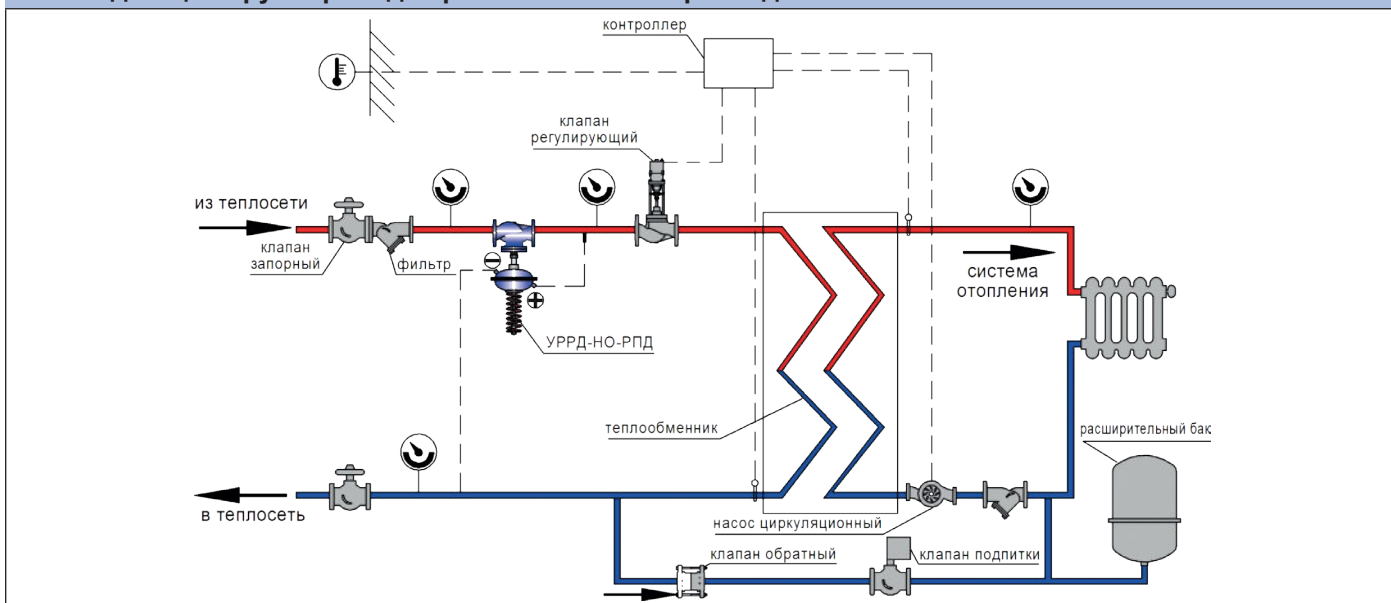 контроллер
клапан
регулирующий
из теплосети
клапан
запорный
фильтр
УРРД-НО-РПД
система
отопления
теплообменник
расширительный бак
в теплосеть
насос циркуляционный
клапан обратный
клапан подпитки